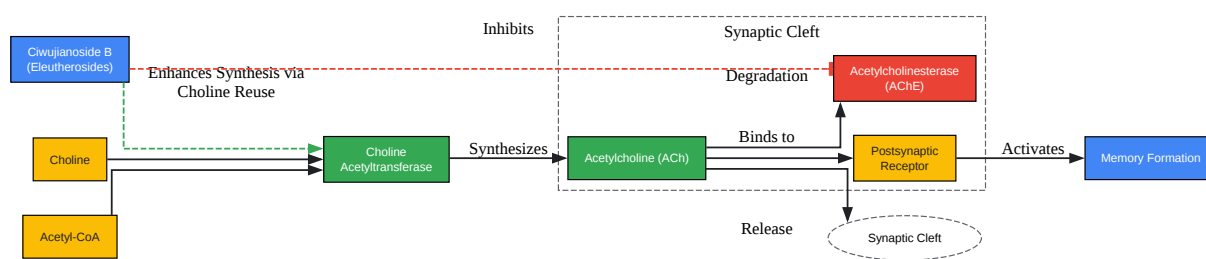 Inhibits
Synaptic Cleft
Ciwujianoside B
(Eleutherosides)
Enhances Synthesis via
Choline Reuse
Degradation
Acetylcholinesterase
(AChE)
Choline
Choline
Acetyltransferase
Synthesizes
Acetylcholine (ACh)
Binds to
Postsynaptic
Receptor
Activates
Memory Formation
Acetyl-CoA
Release
Synaptic Cleft